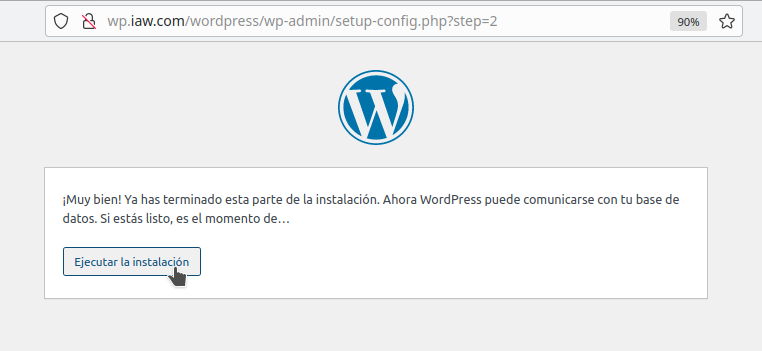 wp.iaw.com/wordpress/wp-admin/setup-config.php?step=2 90%
W
¡Muy bien! Ya has terminado esta parte de la instalación. Ahora WordPress puede comunicarse con tu base de
datos. Si estás listo, es el momento de…
Ejecutar la instalación